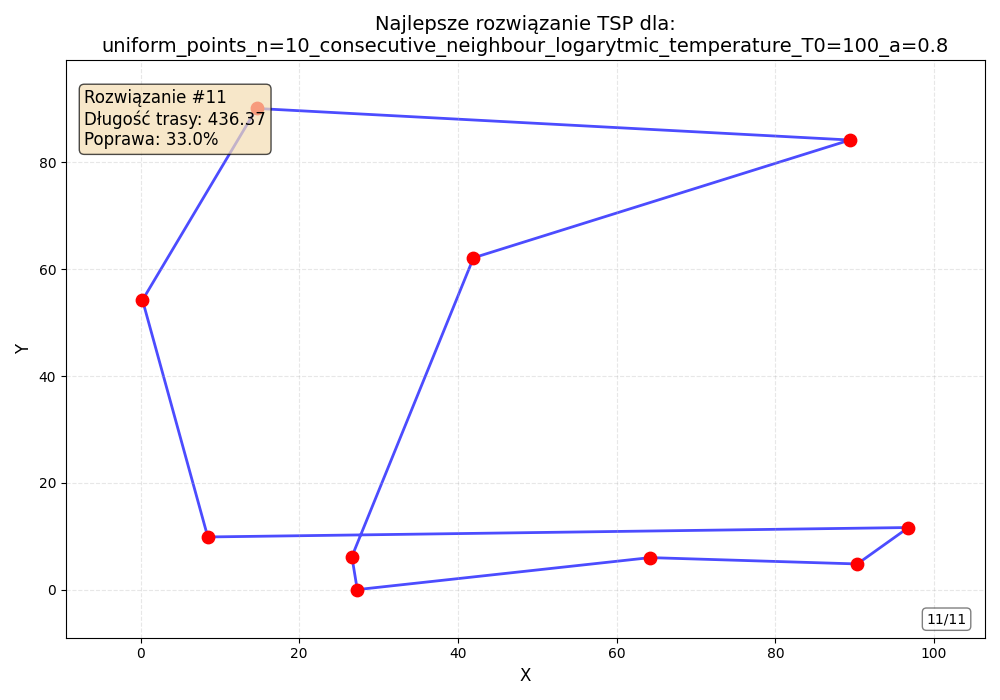 Najlepsze rozwiązanie TSP dla:
uniform_points_n=10_consecutive_neighbour_logarytmic_temperature_T0=100_a=0.8
Rozwiązanie #11
Długość trasy: 436.37
Poprawa: 33.0%
80
60
40
20
0
Y
11/11
0 20 40 60 80 100
X